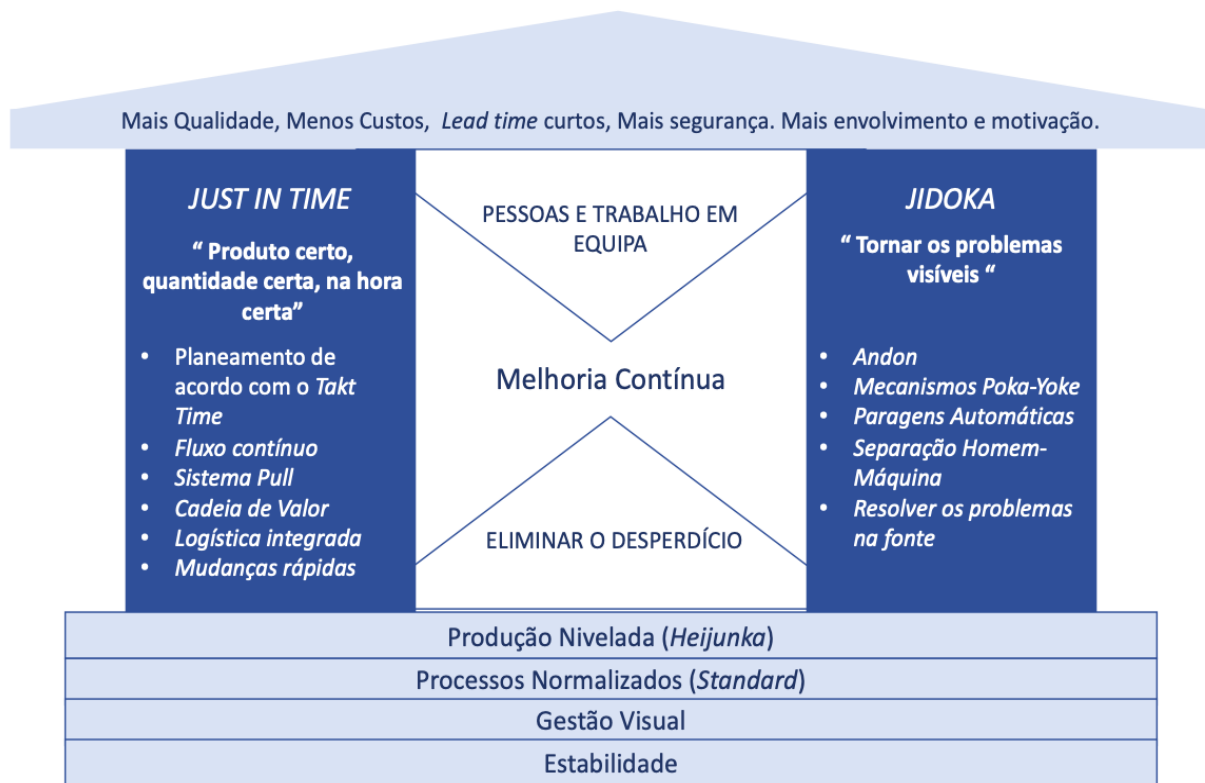 Mais Qualidade, Menos Custos, Lead time curtos, Mais segurança. Mais envolvimento e motivação.
JUST IN TIME
“ Produto certo,
quantidade certa, na hora
certa”
• Planeamento de
acordo com o Takt
Time
• Fluxo contínuo
• Sistema Pull
• Cadeia de Valor
• Logística integrada
• Mudanças rápidas
PESSOAS E TRABALHO EM
EQUIPA
Melhoria Contínua
ELIMINAR O DESPERDÍCIO
JIDOKA
“ Tornar os problemas
visíveis “
• Andon
• Mecanismos Poka-Yoke
• Paragens Automáticas
• Separação Homem-
Máquina
• Resolver os problemas
na fonte
Produção Nivelada (Heijunka)
Processos Normalizados (Standard)
Gestão Visual
Estabilidade